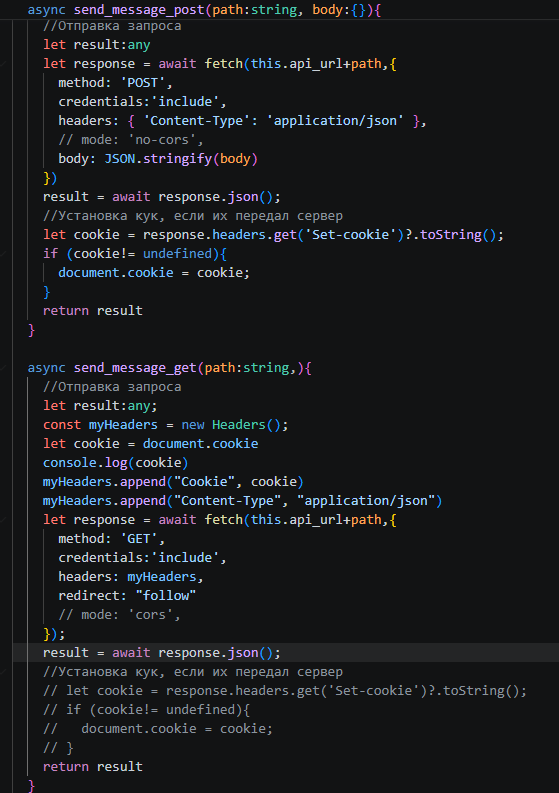 async send_message_post(path:string, body:{}){
//Отправка запроса
let result:any
let response = await fetch(this.api_url+path,{
method: 'POST',
credentials:'include',
headers: { 'Content-Type': 'application/json' },
// mode: 'no-cors',
body: JSON.stringify(body)
})
result = await response.json();
//Установка кук, если их передал сервер
let cookie = response.headers.get('Set-cookie')?.toString();
if (cookie!= undefined){
document.cookie = cookie;
}
return result
}
async send_message_get(path:string,){
//Отправка запроса
let result:any;
const myHeaders = new Headers();
let cookie = document.cookie
console.log(cookie)
myHeaders.append("Cookie", cookie)
myHeaders.append("Content-Type", "application/json")
let response = await fetch(this.api_url+path,{
method: 'GET',
credentials:'include',
headers: myHeaders,
redirect: "follow"
// mode: 'cors',
});
result = await response.json();
//Установка кук, если их передал сервер
// let cookie = response.headers.get('Set-cookie')?.toString();
// if (cookie!= undefined){
//   document.cookie = cookie;
// }
return result
}